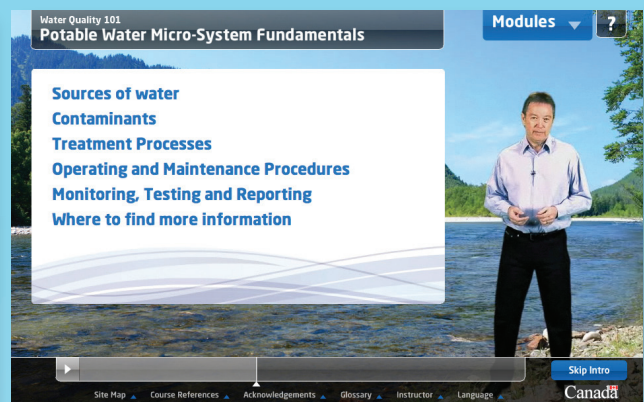 Water Quality 101
Potable Water Micro-System Fundamentals
Modules
?
Sources of water
Contaminants
Treatment Processes
Operating and Maintenance Procedures
Monitoring, Testing and Reporting
Where to find more information
Skip Intro
Site Map Course References Acknowledgements Glossary Instructor Language
Canada